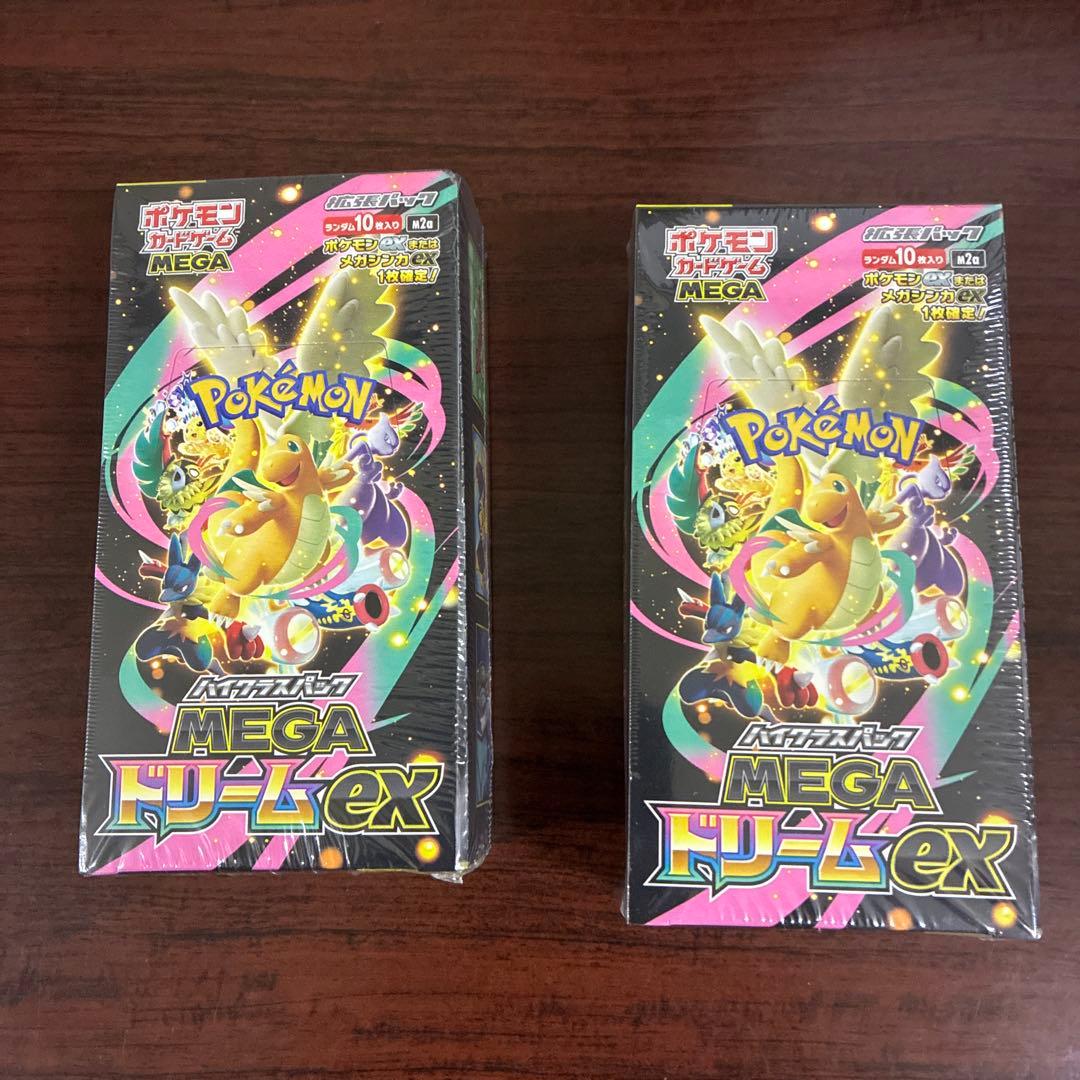 ポケモン
カードゲーム
MEGA
拡張パック
ランダム10枚入り
M2a
ポケモンexまたは
メガシンカex
1枚確定!
POKéMON
ハイクラスパック
MEGA
ドリームex
ポケモン
カードゲーム
MEGA
拡張パック
ランダム10枚入り
M2a
ポケモンexまたは
メガシンカex
1枚確定!
POKéMON
ハイクラスパック
MEGA
ドリームex